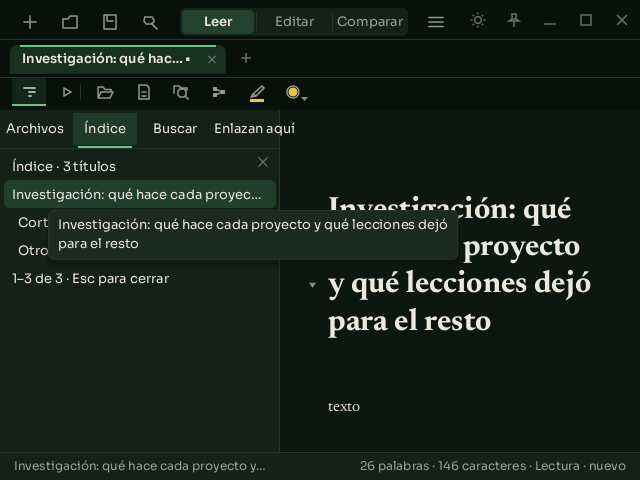 Leer
Editar
Comparar
Investigación: qué hac... •
Archivos
Índice
Buscar
Enlazan aquí
Índice · 3 títulos
Investigación: qué hace cada proyec...
Cort
Otro
Investigación: qué hace cada proyecto y qué lecciones dejó
para el resto
1–3 de 3 · Esc para cerrar
Investigación: qué
proyecto
y qué lecciones dejó
para el resto
texto
Investigación: qué hace cada proyecto y...
26 palabras · 146 caracteres · Lectura · nuevo